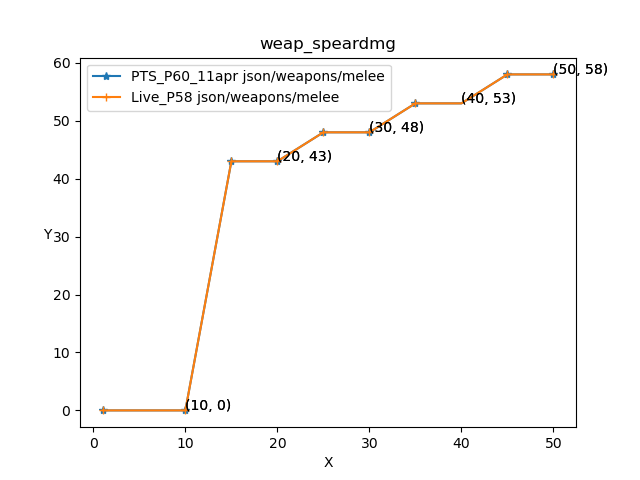 weap_speardmg
PTS_P60_11apr json/weapons/melee
Live_P58 json/weapons/melee
(50, 58)
(40, 53)
(30, 48)
(20, 43)
(10, 0)
60
50
40
30
20
10
0
Y
0 10 20 30 40 50
X